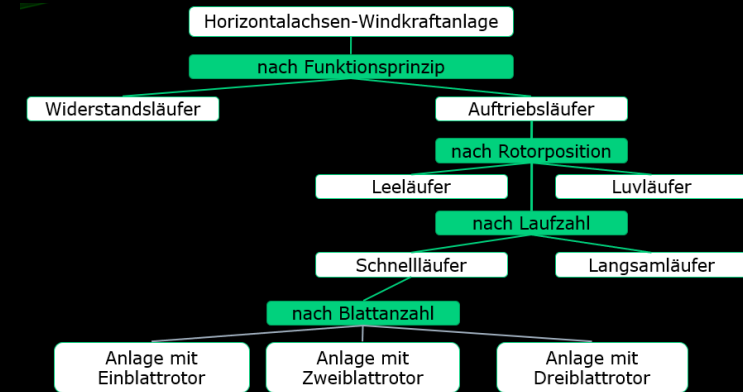 Horizontalachsen-Windkraftanlage
nach Funktionsprinzip
Widerstandsläufer
Auftriebsläufer
nach Rotorposition
Leeläufer
Luvläufer
nach Laufzahl
Schnellläufer
Langsamläufer
nach Blattanzahl
Anlage mit
Einblattrotor
Anlage mit
Zweiblattrotor
Anlage mit
Dreiblattrotor